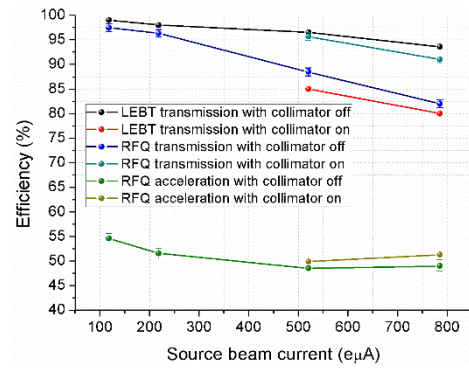 100
95
90
85
80
75
70
65
60
55
50
45
40
Efficiency (%)
LEBT transmission with collimator off
LEBT transmission with collimator on
RFQ transmission with collimator off
RFQ transmission with collimator on
RFQ acceleration with collimator off
RFQ acceleration with collimator on
100 200 300 400 500 600 700 800
Source beam current (eμA)